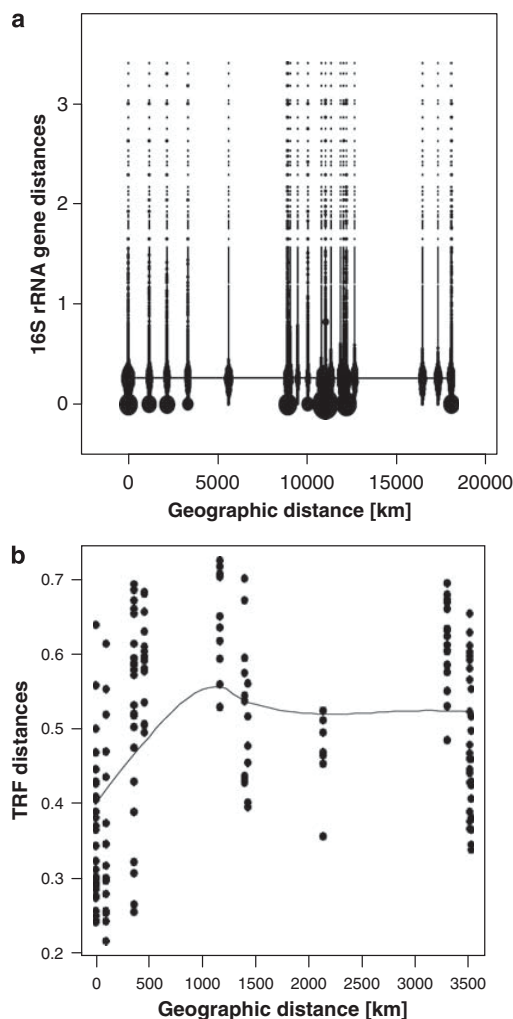 a
16S rRNA gene distances
3
2
1
0
0 5000 10000 15000 20000
Geographic distance [km]
b
TRF distances
0.7
0.6
0.5
0.4
0.3
0.2
0 500 1000 1500 2000 2500 3000 3500
Geographic distance [km]